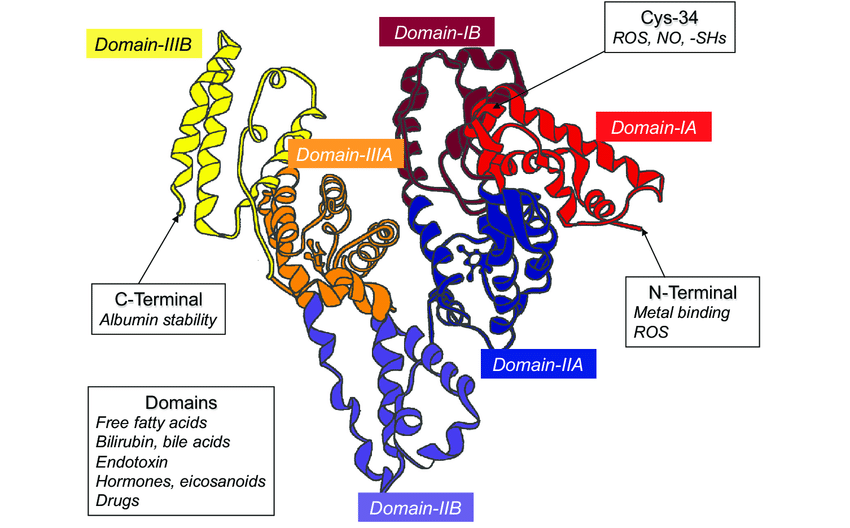 Cys-34
ROS, NO, -SHs
Domain-IB
Domain-IIIB
Domain-IA
Domain-IIIA
C-Terminal
Albumin stability
N-Terminal
Metal binding
ROS
Domain-IIA
Domains
Free fatty acids
Bilirubin, bile acids
Endotoxin
Hormones, eicosanoids
Drugs
Domain-IIB